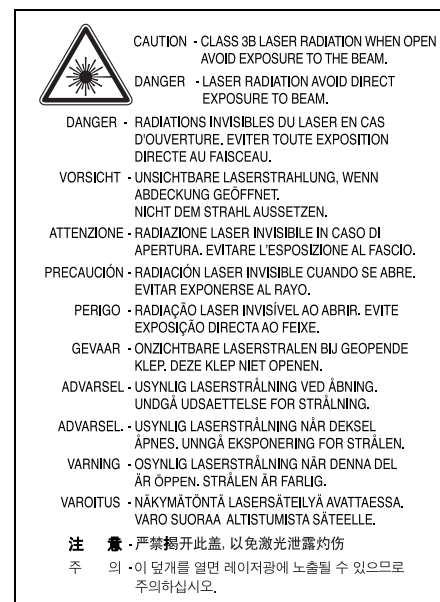 CAUTION - CLASS 3B LASER RADIATION WHEN OPEN
AVOID EXPOSURE TO THE BEAM.
DANGER - LASER RADIATION AVOID DIRECT
EXPOSURE TO BEAM.
DANGER - RADIATIONS INVISIBLES DU LASER EN CAS
D'OUVERTURE. EVITER TOUTE EXPOSITION
DIRECTE AU FAISCEAU.
VORSICHT - UNSICHTBARE LASERSTRAHLUNG, WENN
ABDECKUNG GEÖFFNET.
NICHT DEM STRAHL AUSSETZEN.
ATTENZIONE - RADIAZIONE LASER INVISIBILE IN CASO DI
APERTURA. EVITARE L'ESPOSIZIONE AL FASCIO.
PRECAUCIÓN - RADIACIÓN LASER INVISIBLE CUANDO SE ABRE.
EVITAR EXPONERSE AL RAYO.
PERIGO - RADIAÇÃO LASER INVISÍVEL AO ABRIR. EVITE
EXPOSIÇÃO DIRECTA AO FEIXE.
GEVAAR - ONZICHTBARE LASERSTRALEN BIJ GEOPENDE
KLEP. DEZE KLEP NIET OPENEN.
ADVARSEL - USYNLIG LASERSTRÅLNING VED ÅBNING.
UNDGÅ UDSAETTELSE FOR STRÅLNING.
ADVARSEL. - USYNLIG LASERSTRÅLNING NÅR DEKSEL
ÅPNES. UNNGÅ EKSPONERING FOR STRÅLEN.
VARNING - OSYNLIG LASERSTRÅLNING NÄR DENNA DEL
ÄR ÖPPEN. STRÅLEN ÄR FARLIG.
VAROITUS - NÄKYMÄTÖNTÄ LASERSÄTEILYÄ AVATTAESSA.
VARO SUORAA ALTISTUMISTA SÄTEELLE.
注 意 - 严禁揭开此盖, 以免激光泄露灼伤
주 의 - 이 덮개를 열면 레이저광에 노출될 수 있으므로
주의하십시오.